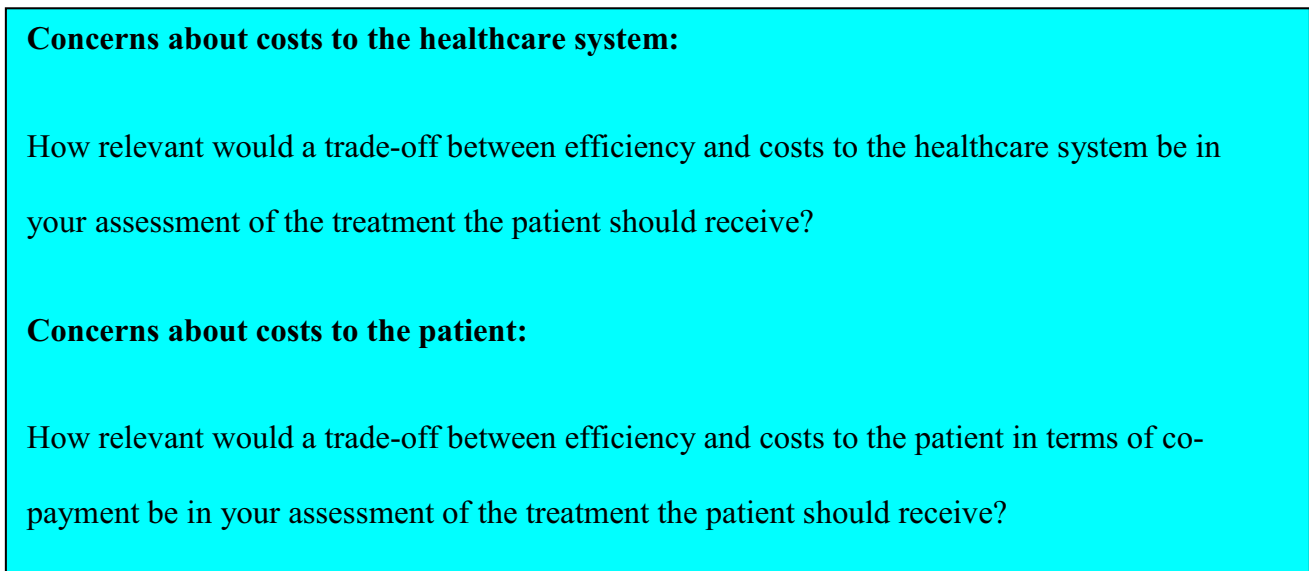 Concerns about costs to the healthcare system:
How relevant would a trade-off between efficiency and costs to the healthcare system be in
your assessment of the treatment the patient should receive?
Concerns about costs to the patient:
How relevant would a trade-off between efficiency and costs to the patient in terms of co-
payment be in your assessment of the treatment the patient should receive?